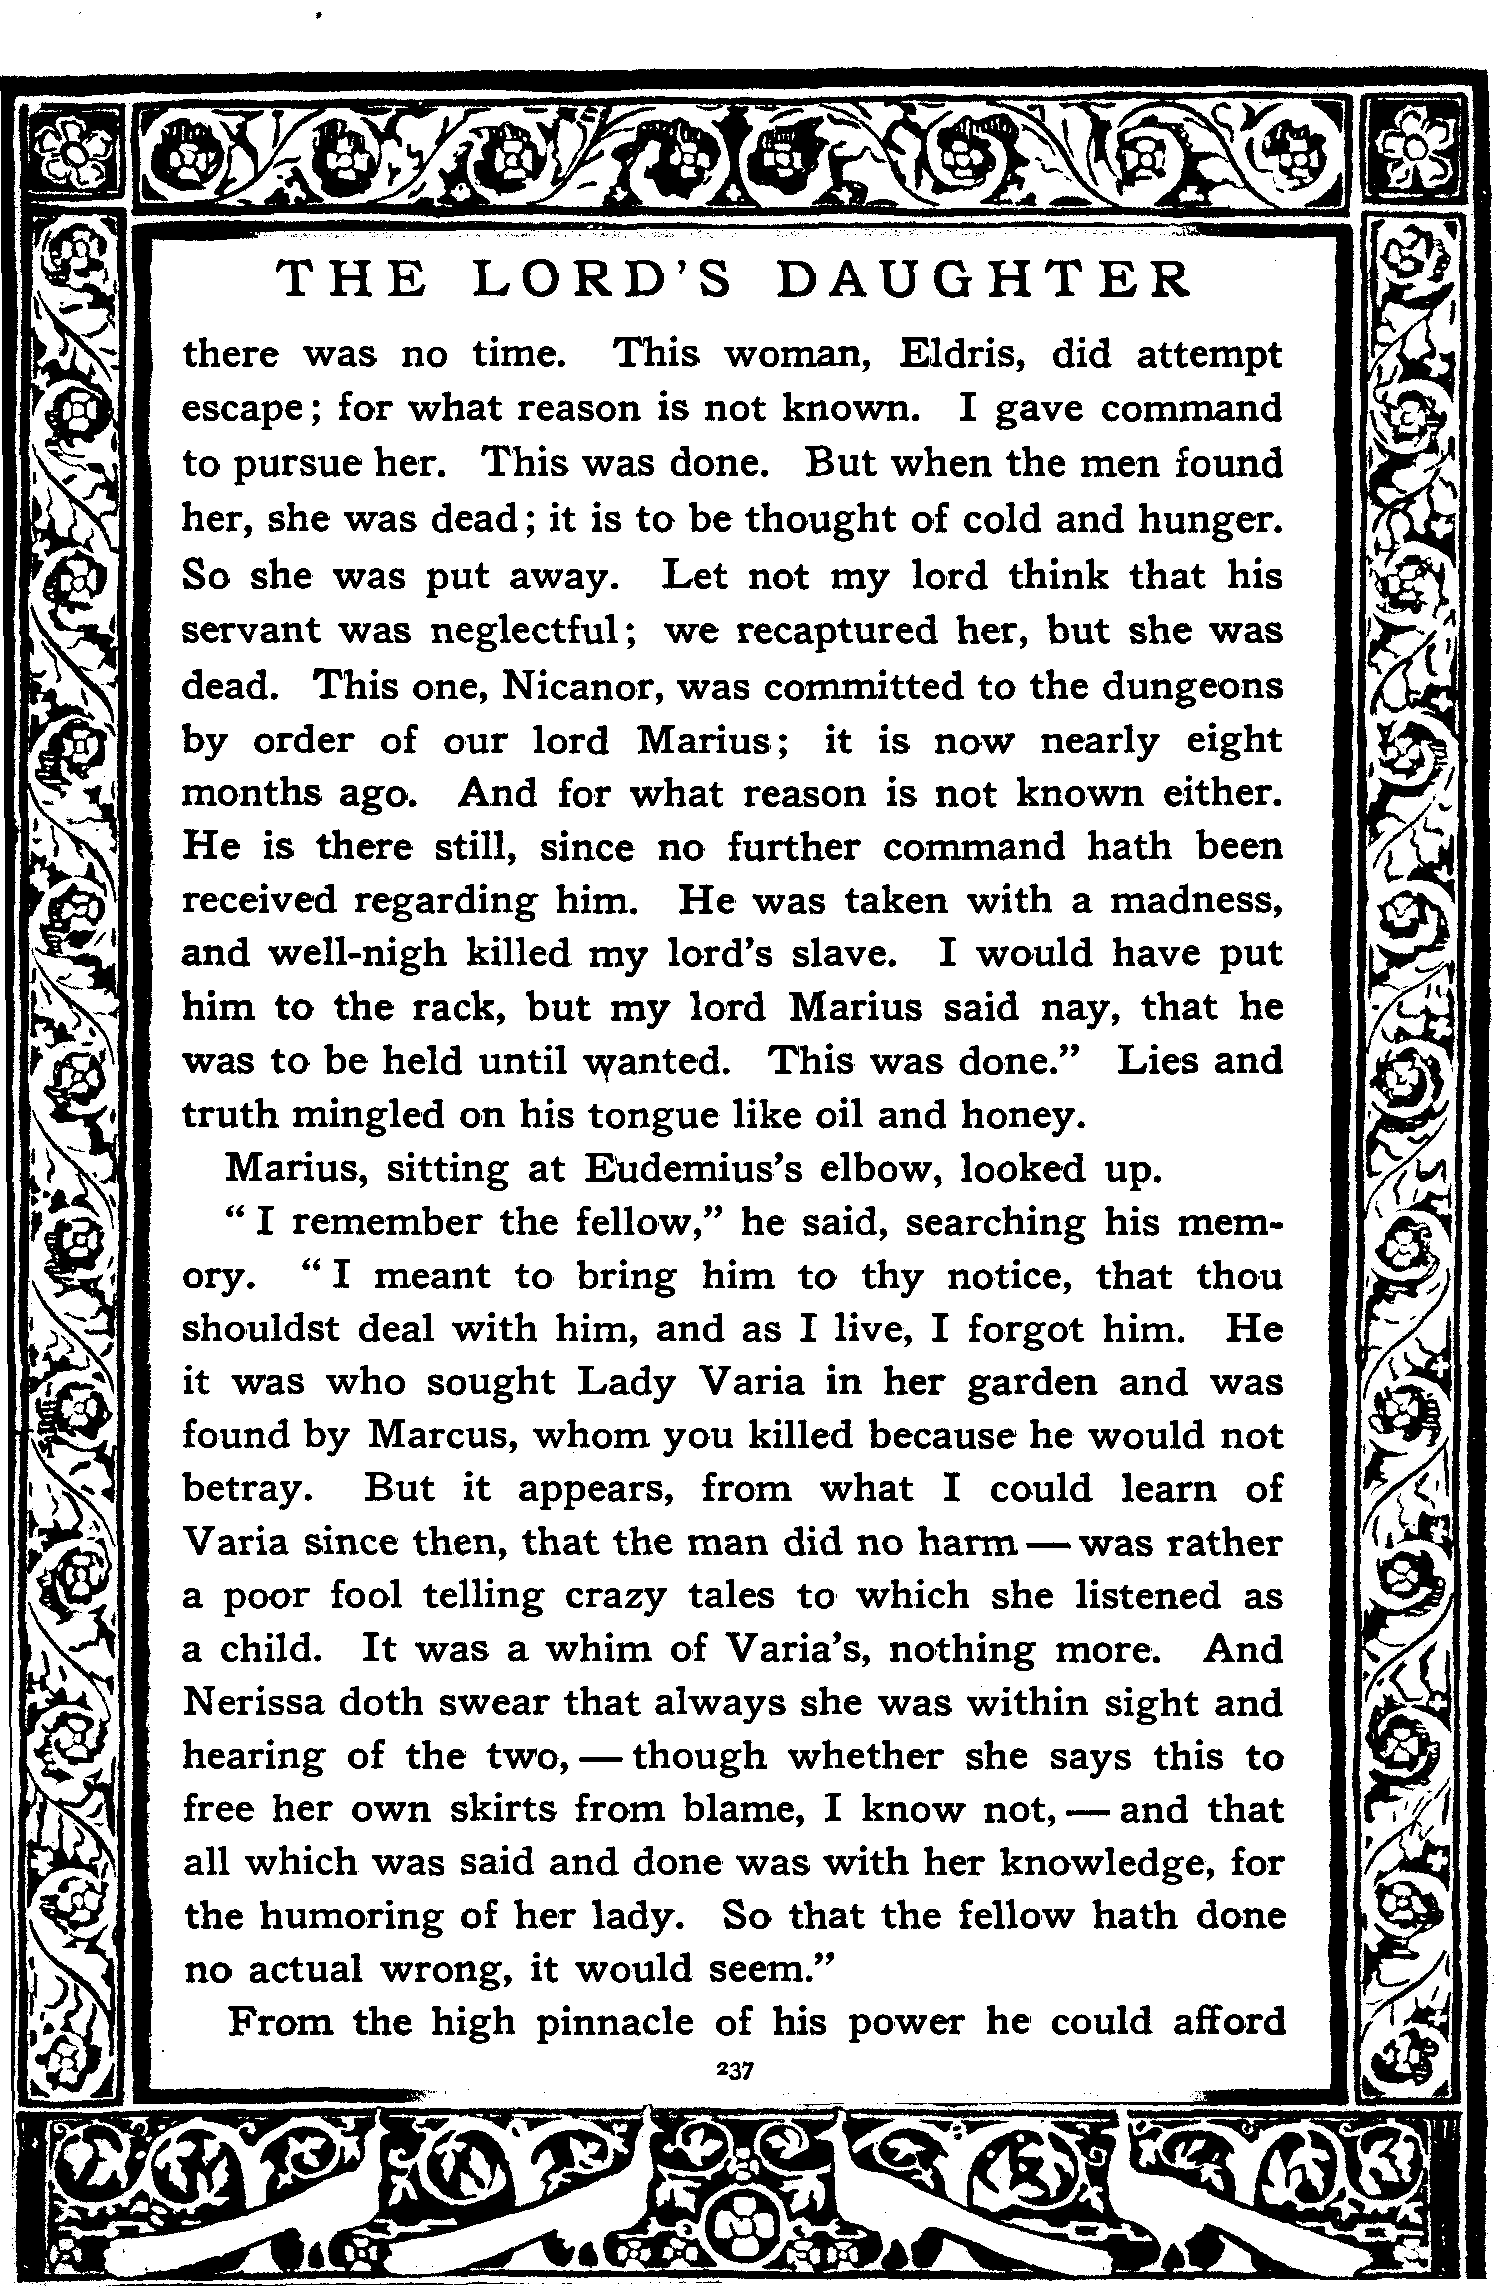 THE LORD'S DAUGHTER
there was no time. This woman, Eldris, did attempt
escape; for what reason is not known. I gave command
to pursue her. This was done. But when the men found
her, she was dead; it is to be thought of cold and hunger.
So she was put away. Let not my lord think that his
servant was neglectful; we recaptured her, but she was
dead. This one, Nicanor, was committed to the dungeons
by order of our lord Marius; it is now nearly eight
months ago. And for what reason is not known either.
He is there still, since no further command hath been
received regarding him. He was taken with a madness,
and well-nigh killed my lord's slave. I would have put
him to the rack, but my lord Marius said nay, that he
was to be held until wanted. This was done.” Lies and
truth mingled on his tongue like oil and honey.
Marius, sitting at Eudemius's elbow, looked up.
“I remember the fellow,” he said, searching his mem-
ory. “I meant to bring him to thy notice, that thou
shouldst deal with him, and as I live, I forgot him. He
it was who sought Lady Varia in her garden and was
found by Marcus, whom you killed because he would not
betray. But it appears, from what I could learn of
Varia since then, that the man did no harm — was rather
a poor fool telling crazy tales to which she listened as
a child. It was a whim of Varia's, nothing more. And
Nerissa doth swear that always she was within sight and
hearing of the two, — though whether she says this to
free her own skirts from blame, I know not, — and that
all which was said and done was with her knowledge, for
the humoring of her lady. So that the fellow hath done
no actual wrong, it would seem.”
From the high pinnacle of his power he could afford
237